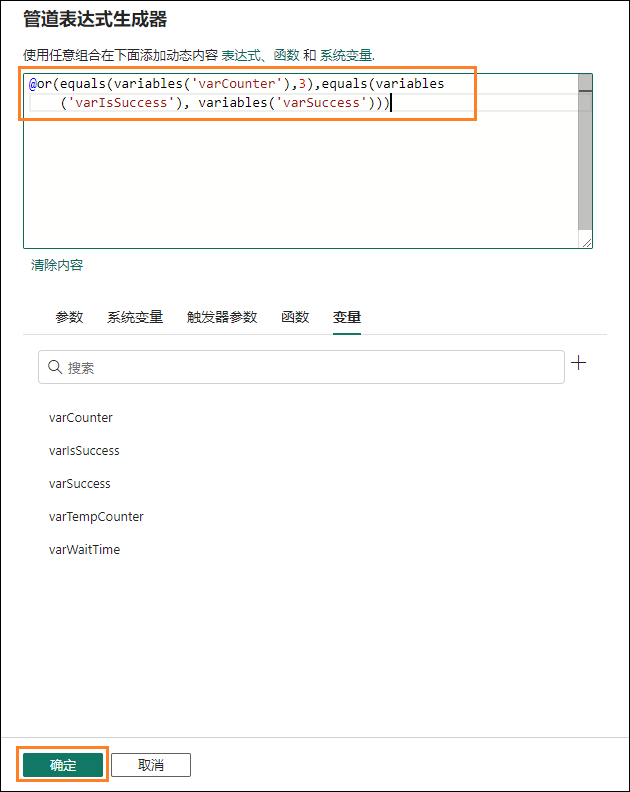 管道表达式生成器
使用任意组合在下面添加动态内容 表达式、函数 和 系统变量.
@or(equals(variables('varCounter'),3),equals(variables
('varIsSuccess'), variables('varSuccess')))
清除内容
参数 系统变量 触发器参数 函数 变量
搜索
varCounter
varIsSuccess
varSuccess
varTempCounter
varWaitTime
确定 取消